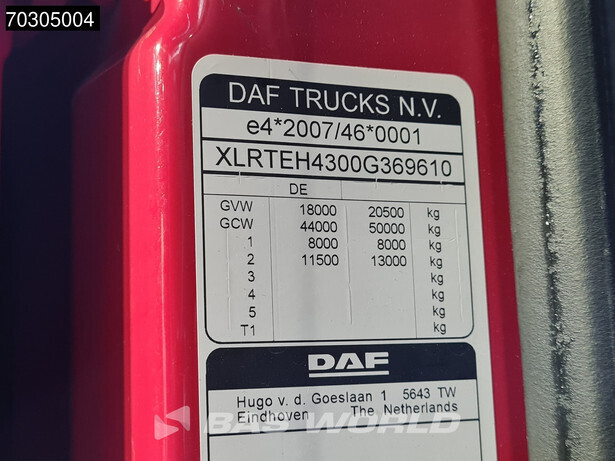 70305004
DAF TRUCKS N.V.
e4*2007/46*0001
XLRTEH4300G369610
DE
GVW 18000 20500 kg
GCW 44000 50000 kg
1 8000 8000 kg
2 11500 13000 kg
3 kg
4 kg
5 kg
T1 kg
DAF
Hugo v. d. Goeslaan 1 5643 TW
Eindhoven The Netherlands
BAS WORLD